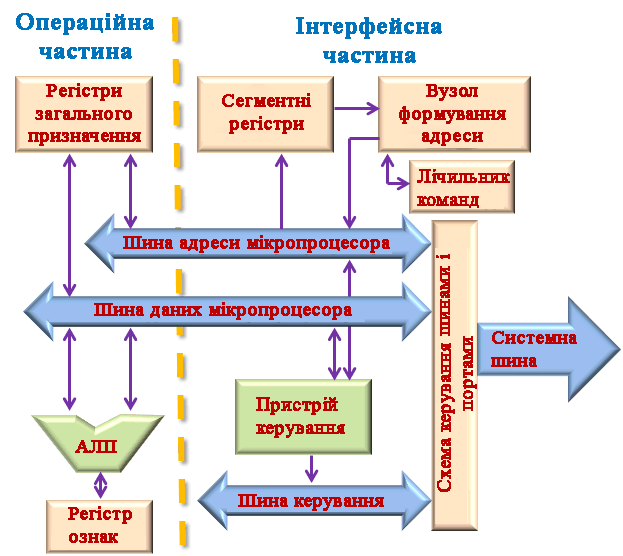 Операційна
частина
Інтерфейсна
частина
Регістри
загального
призначення
Сегментні
регістри
Вузол
формування
адреси
Лічильник
команд
Шина адреси мікропроцесора
Шина даних мікропроцесора
Схема керування шинами і
портами
Системна
шина
Пристрій
керування
АЛП
Шина керування
Регістр
ознак